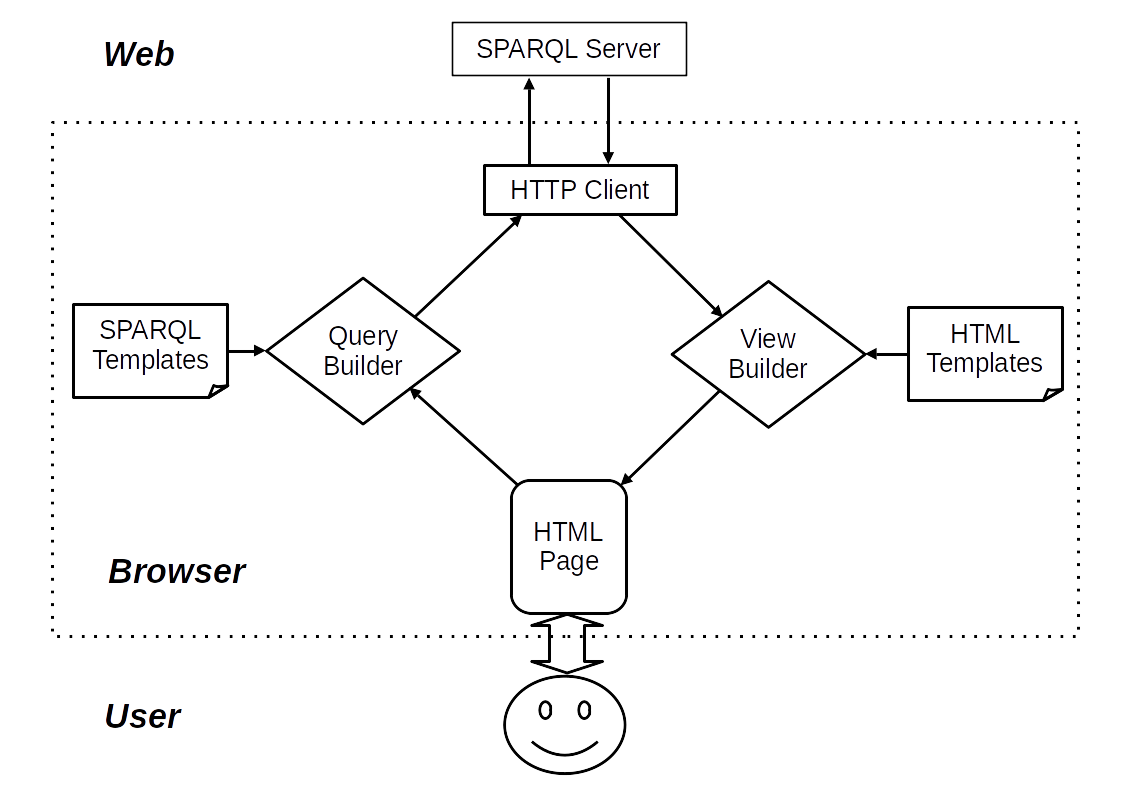 Web
SPARQL Server
HTTP Client
SPARQL
Templates
Query
Builder
View
Builder
HTML
Templates
HTML
Page
Browser
User